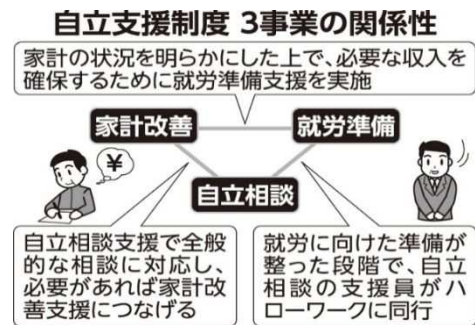 自立支援制度 3事業の関係性
家計の状況を明らかにした上で、必要な収入を
確保するために就労準備支援を実施
家計改善
就労準備
¥
自立相談
自立相談支援で全般
的な相談に対応し、
必要があれば家計改
善支援につなげる
就労に向けた準備が
整った段階で、自立
相談の支援員がハ
ローワークに同行